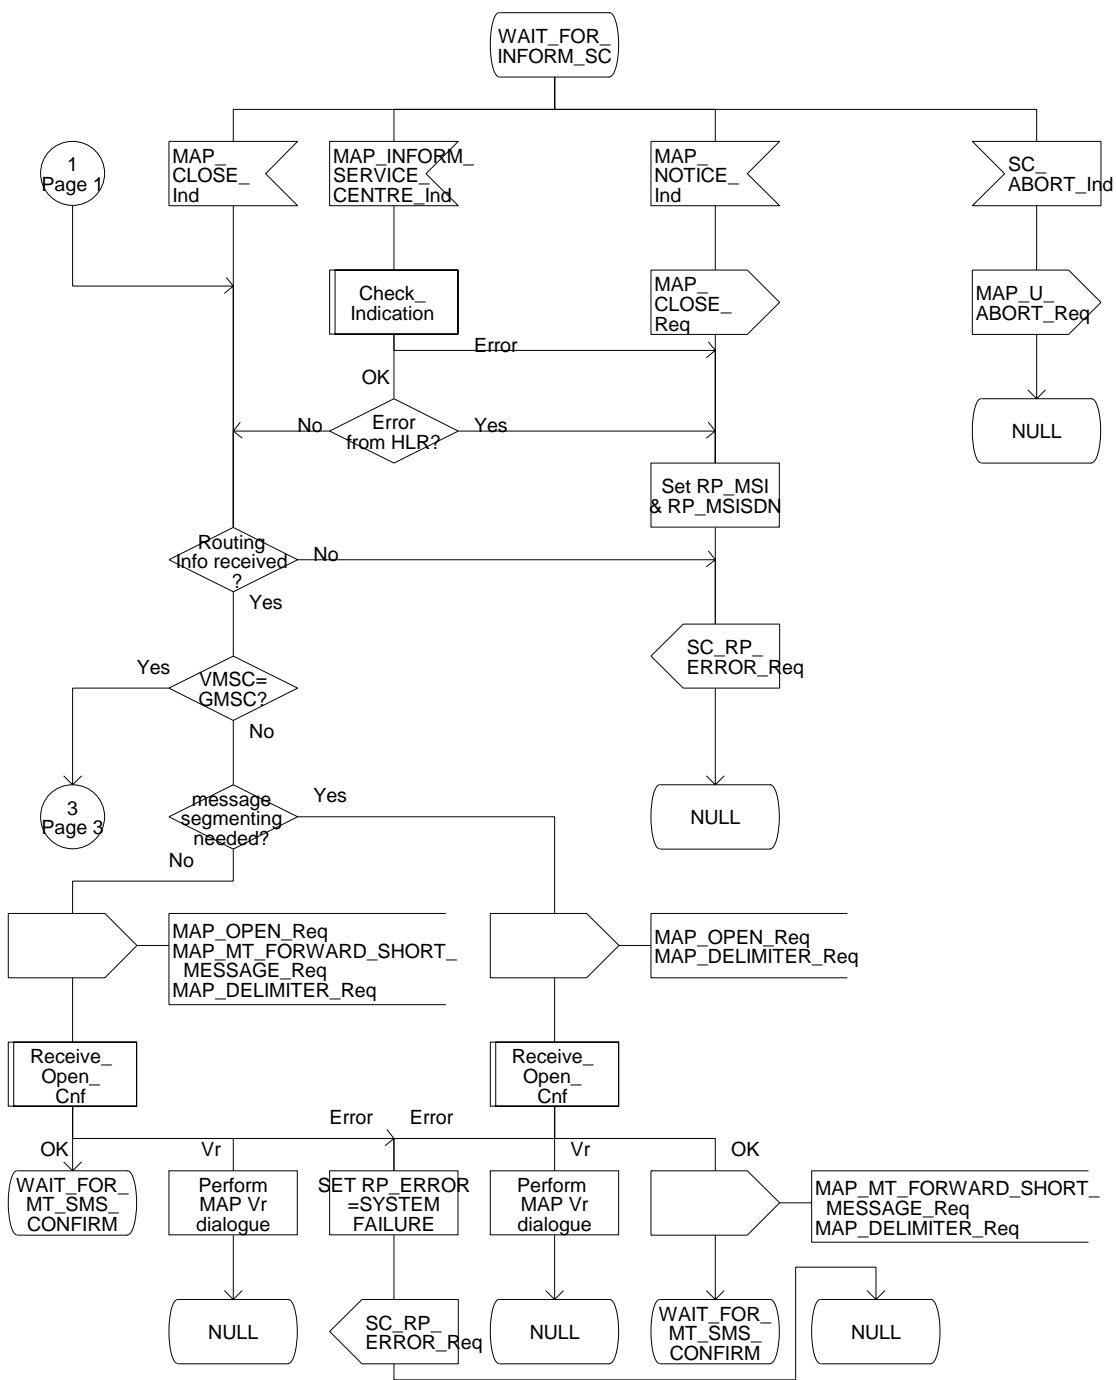 WAIT_FOR_
INFORM_SC
1
Page 1
MAP_
CLOSE_
Ind
MAP_INFORM_
SERVICE_
CENTRE_Ind
MAP_
NOTICE_
Ind
SC_
ABORT_Ind
Check_
Indication
MAP_
CLOSE_
Req
MAP_U_
ABORT_Req
Error
OK
No
Error
from HLR?
Yes
NULL
Set RP_MSI
& RP_MSISDN
Routing
Info received
?
No
Yes
SC_RP_
ERROR_Req
Yes
VMSC=
GMSC?
No
3
Page 3
message
segmenting
needed?
Yes
NULL
No
MAP_OPEN_Req
MAP_MT_FORWARD_SHORT_
MESSAGE_Req
MAP_DELIMITER_Req
MAP_OPEN_Req
MAP_DELIMITER_Req
Receive_
Open_
Cnf
Receive_
Open_
Cnf
Error
Error
OK
Vr
Vr
OK
WAIT_FOR_
MT_SMS_
CONFIRM
Perform
MAP Vr
dialogue
SET RP_ERROR
=SYSTEM
FAILURE
Perform
MAP Vr
dialogue
MAP_MT_FORWARD_SHORT_
MESSAGE_Req
MAP_DELIMITER_Req
NULL
SC_RP_
ERROR_Req
NULL
WAIT_FOR_
MT_SMS_
CONFIRM
NULL